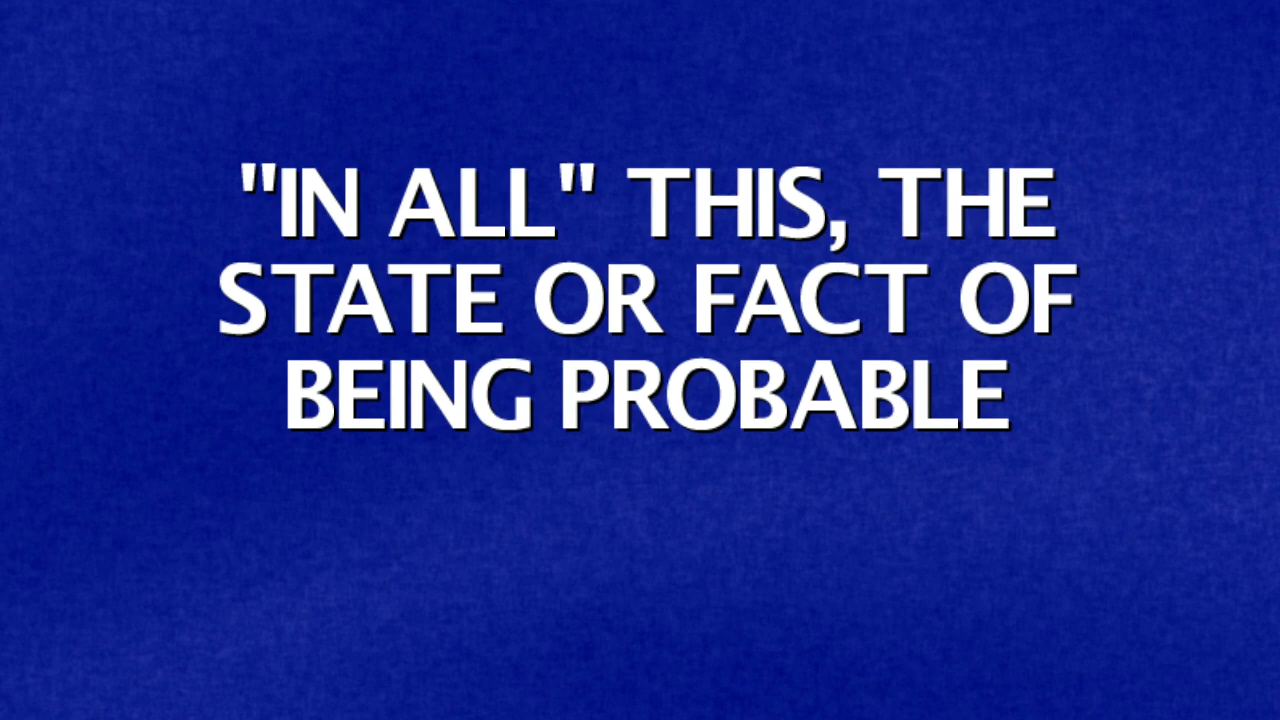 "IN ALL" THIS, THE
STATE OR FACT OF
BEING PROBABLE